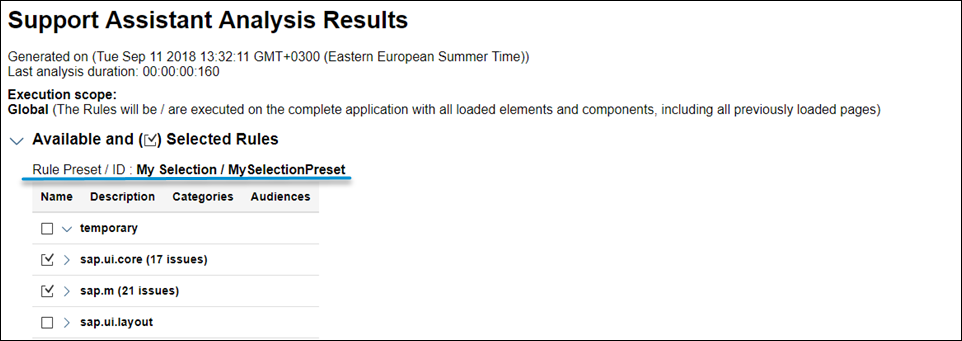 Support Assistant Analysis Results
Generated on (Tue Sep 11 2018 13:32:11 GMT+0300 (Eastern European Summer Time))
Last analysis duration: 00:00:00:160
Execution scope:
Global (The Rules will be / are executed on the complete application with all loaded elements and components, including all previously loaded pages)
Available and (☑) Selected Rules
Rule Preset / ID : My Selection / MySelectionPreset
Name Description Categories Audiences
temporary
sap.ui.core (17 issues)
sap.m (21 issues)
sap.ui.layout